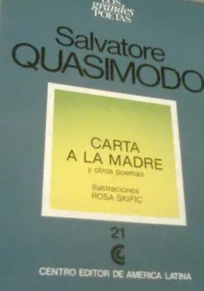 LOS
grandes
POETAS
Salvatore
QUASIMODO
CARTA
A LA MADRE
y otros poemas
Ilustraciones
ROSA SKIFIC
21
CENTRO EDITOR DE AMERICA LATINA